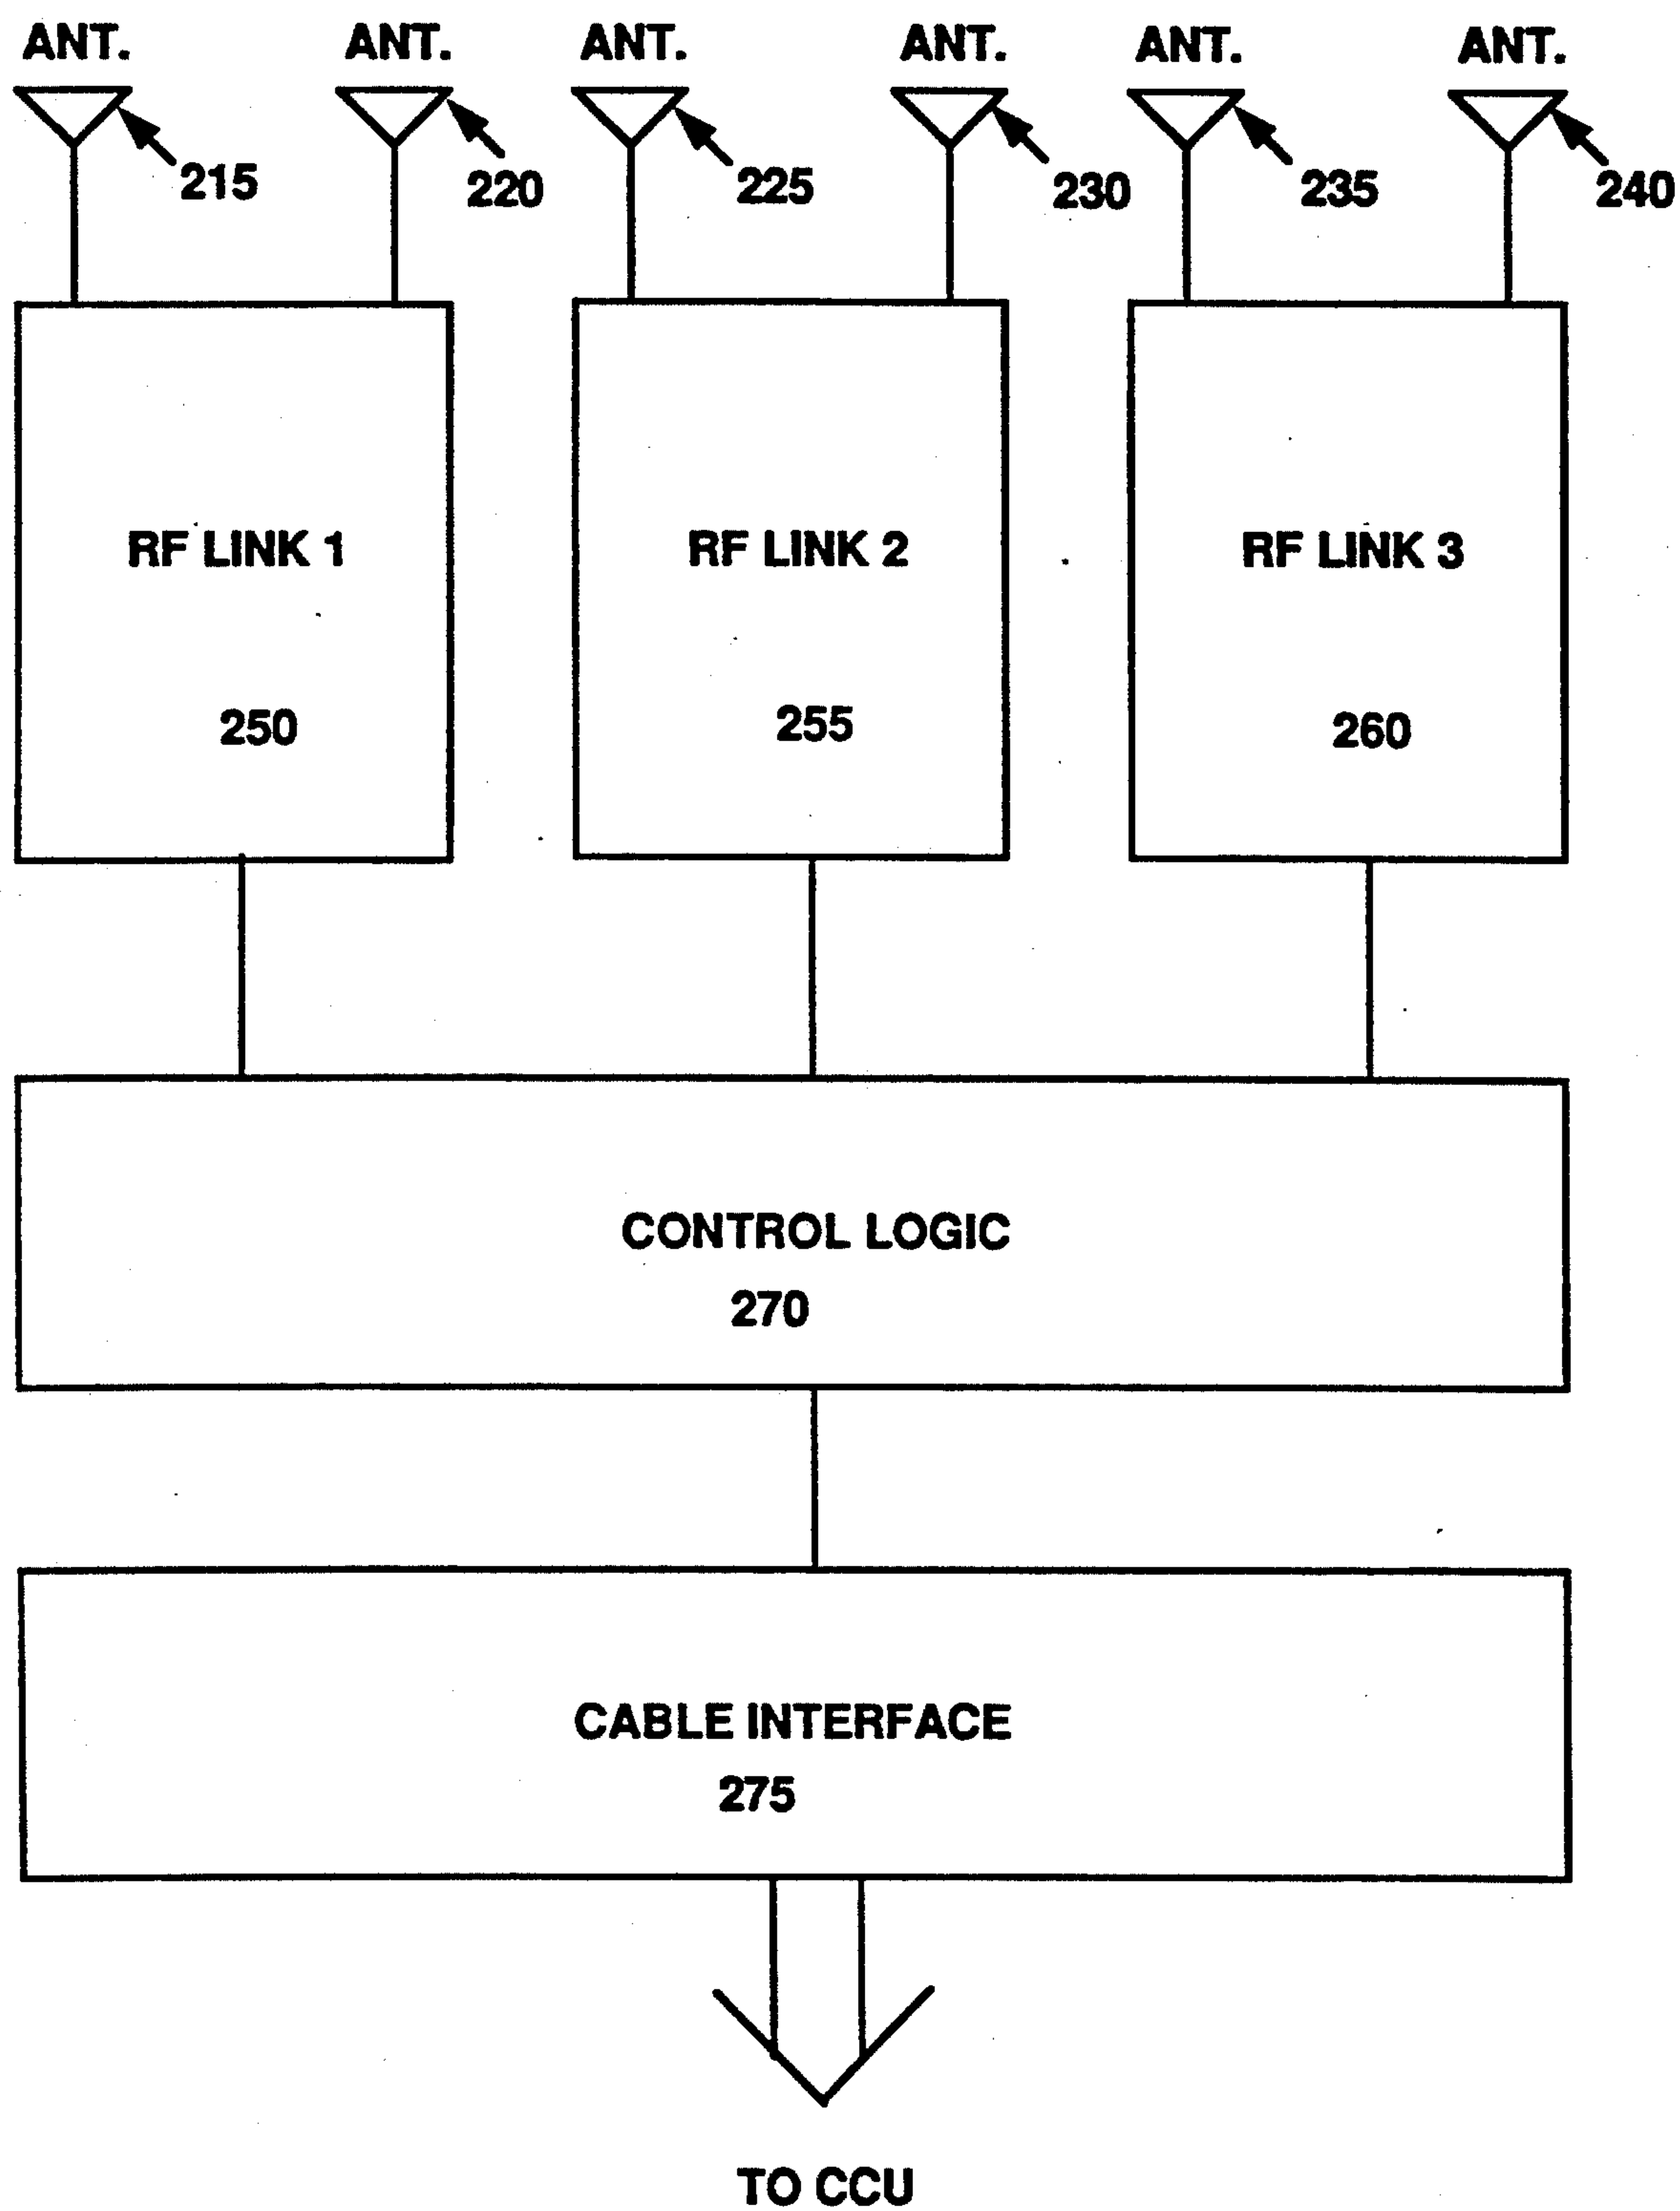 ANT. ANT. ANT. ANT. ANT. ANT.
215 220 225 230 235 240
RF LINK 1 RF LINK 2 RF LINK 3
250 255 260
CONTROL LOGIC
270
CABLE INTERFACE
275
TO CCU